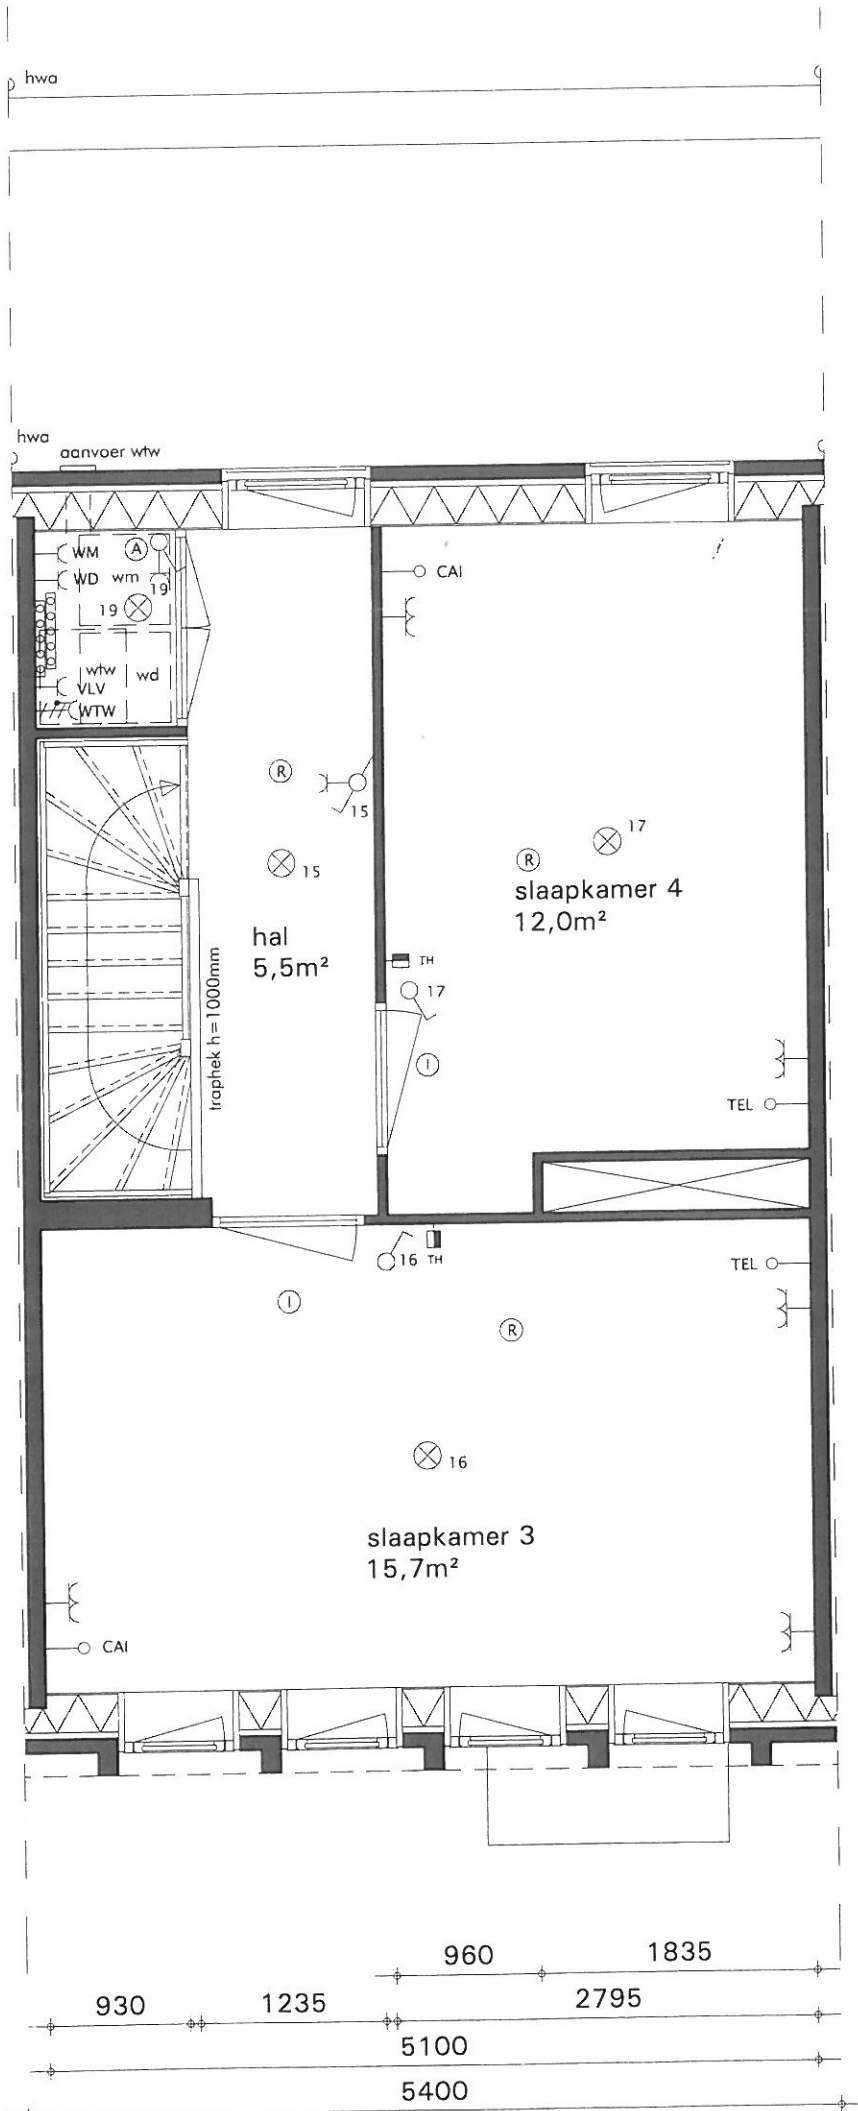 hwa
hwa
aanvoer wtw
WM
A
WD
wm
19
19
CAI
wtw
wd
VLV
WTW
R
15
17
15
R
slaapkamer 4
12,0m²
hal
5,5m²
TH
17
traphek h=1000mm
I
TEL
16
TH
TEL
I
R
16
slaapkamer 3
15,7m²
CAI
960
1835
930
1235
2795
5100
5400